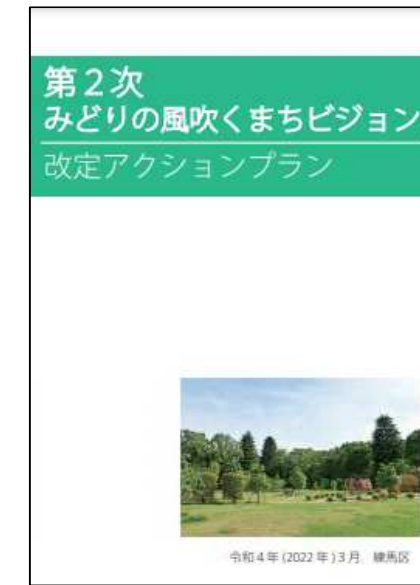 第２次
みどりの風吹くまちビジョン
改定アクションプラン
令和４年(2022年)３月 練馬区